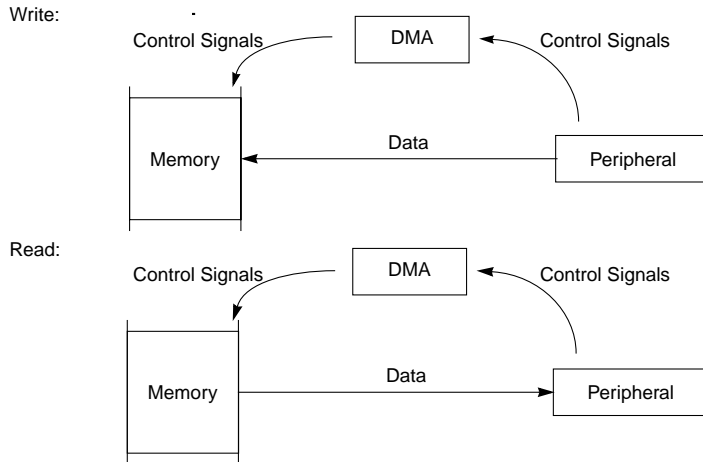 Write:
Control Signals
DMA
Control Signals
Memory
Data
Peripheral
Read:
Control Signals
DMA
Control Signals
Memory
Data
Peripheral